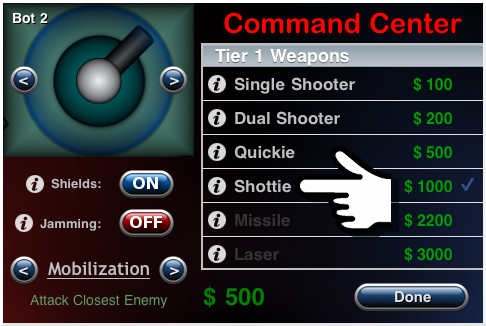 Bot 2
Command Center
Tier 1 Weapons
Single Shooter $ 100
Dual Shooter $ 200
Quickie $ 500
Shottie $ 1000
Missile $ 2200
Laser $ 3000
Shields: ON
Jamming: OFF
< Mobilization >
Attack Closest Enemy
$ 500
Done